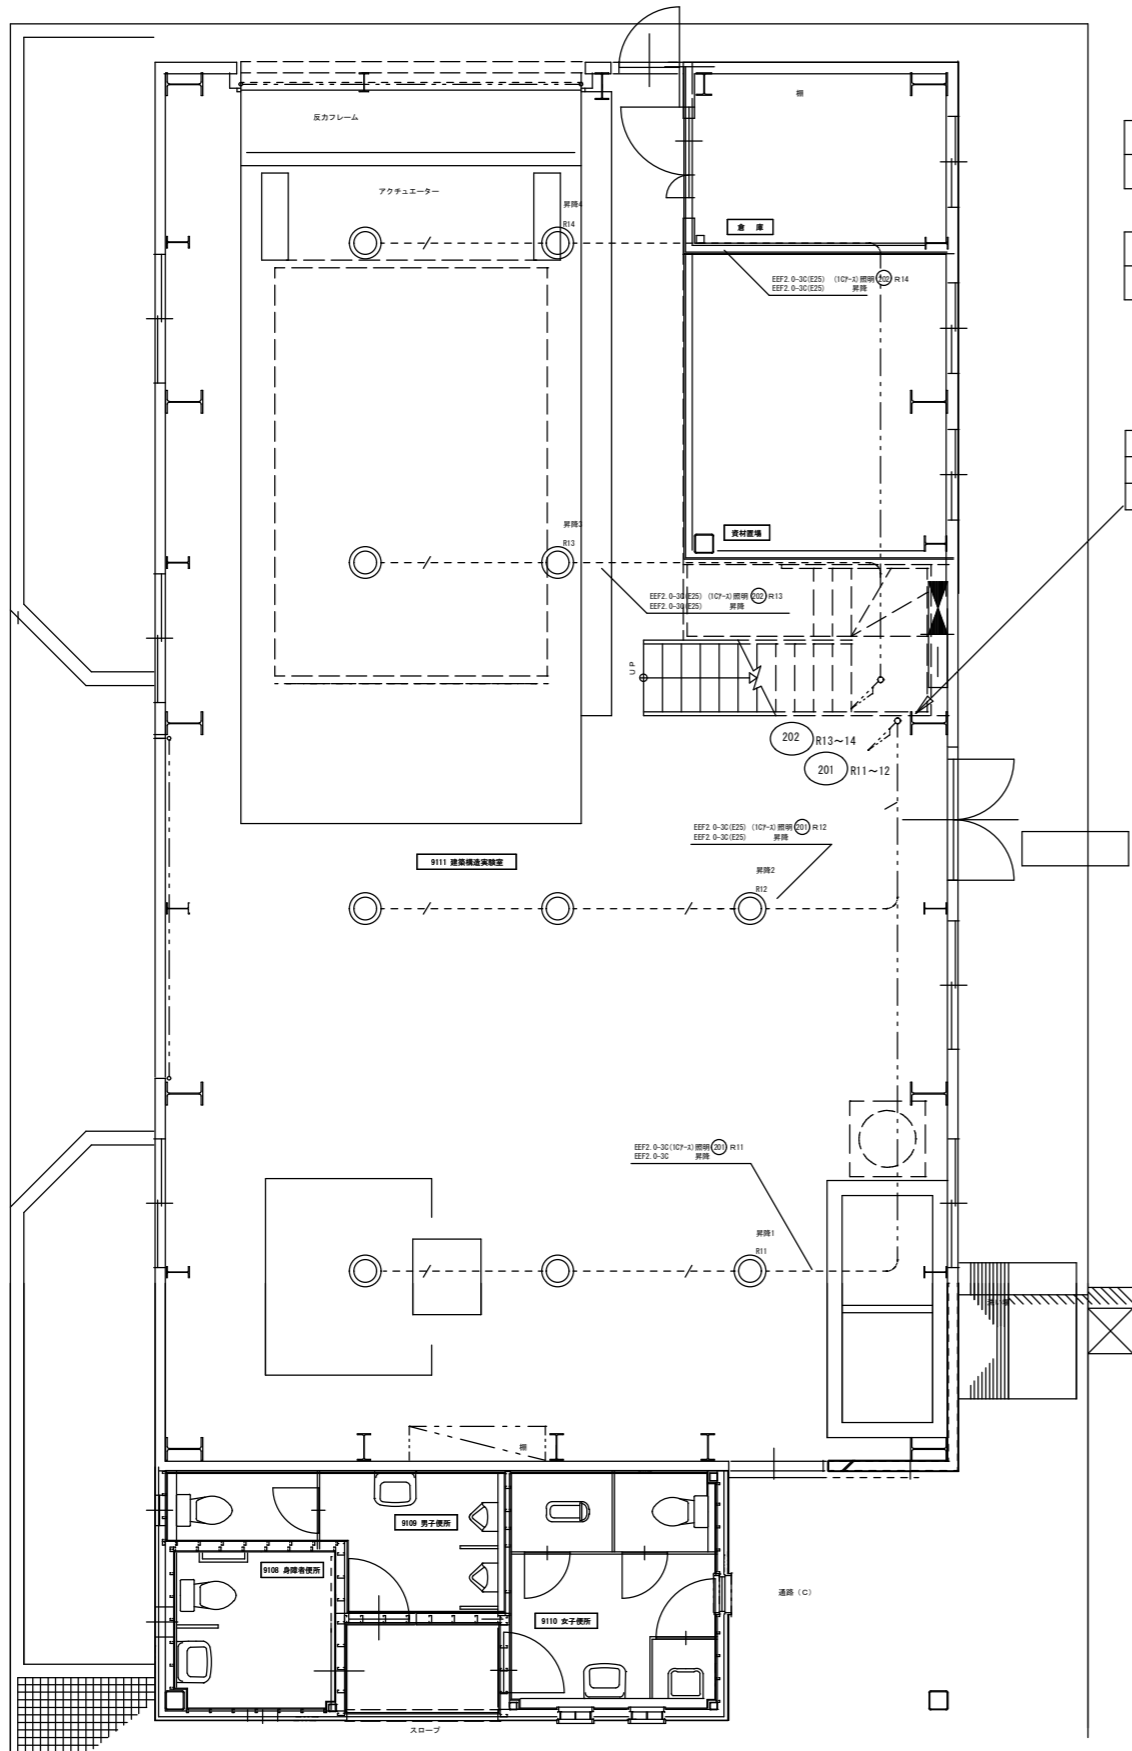 棚
反力フレーム
アクチュエーター
昇降4
R14
倉 庫
EEF2.0-3C(E25) (1Cｱｰｽ)照明 202 R14
EEF2.0-3C(E25) 昇降
昇降3
R13
資材置場
EEF2.0-3C(E25) (1Cｱｰｽ)照明 202 R13
EEF2.0-3C(E25) 昇降
UP
202 R13～14
201 R11～12
EEF2.0-3C(E25) (1Cｱｰｽ)照明 201 R12
EEF2.0-3C(E25) 昇降
9111 建築構造実験室
昇降2
R12
EEF2.0-3C(1Cｱｰｽ)照明 201 R11
EEF2.0-3C 昇降
昇降1
R11
棚
9109 男子便所
9108 身障者便所
9110 女子便所
通路（C）
スロープ